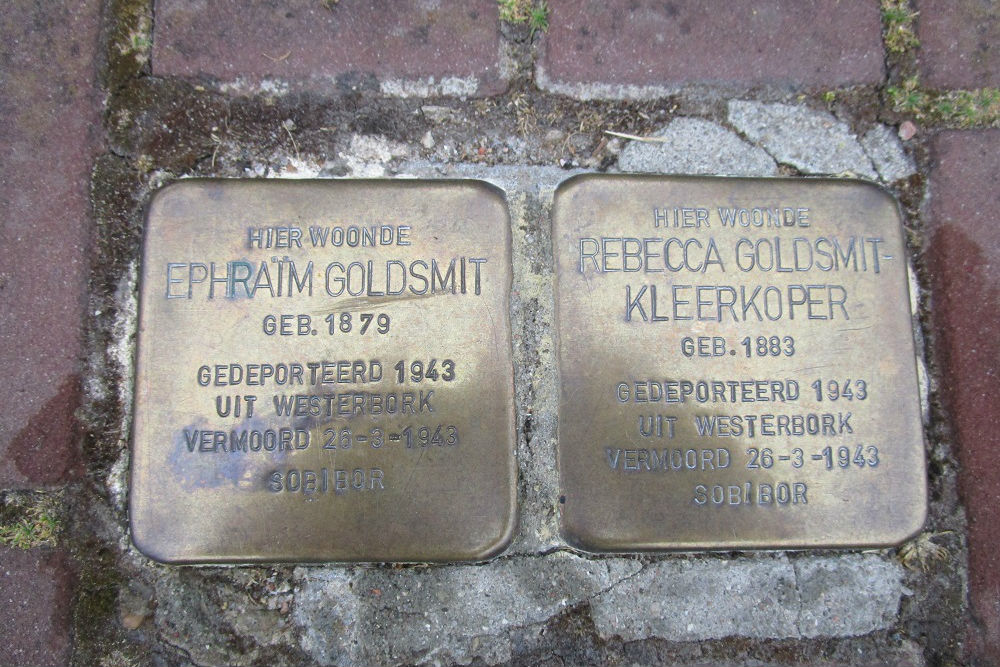 HIER WOONDE
EPHRAÏM GOLDSMIT
GEB. 1879
GEDEPORTEERD 1943
UIT WESTERBORK
VERMOORD 26-3-1943
SOBIBOR
HIER WOONDE
REBECCA GOLDSMIT-
KLEERKOPER
GEB. 1883
GEDEPORTEERD 1943
UIT WESTERBORK
VERMOORD 26-3-1943
SOBIBOR